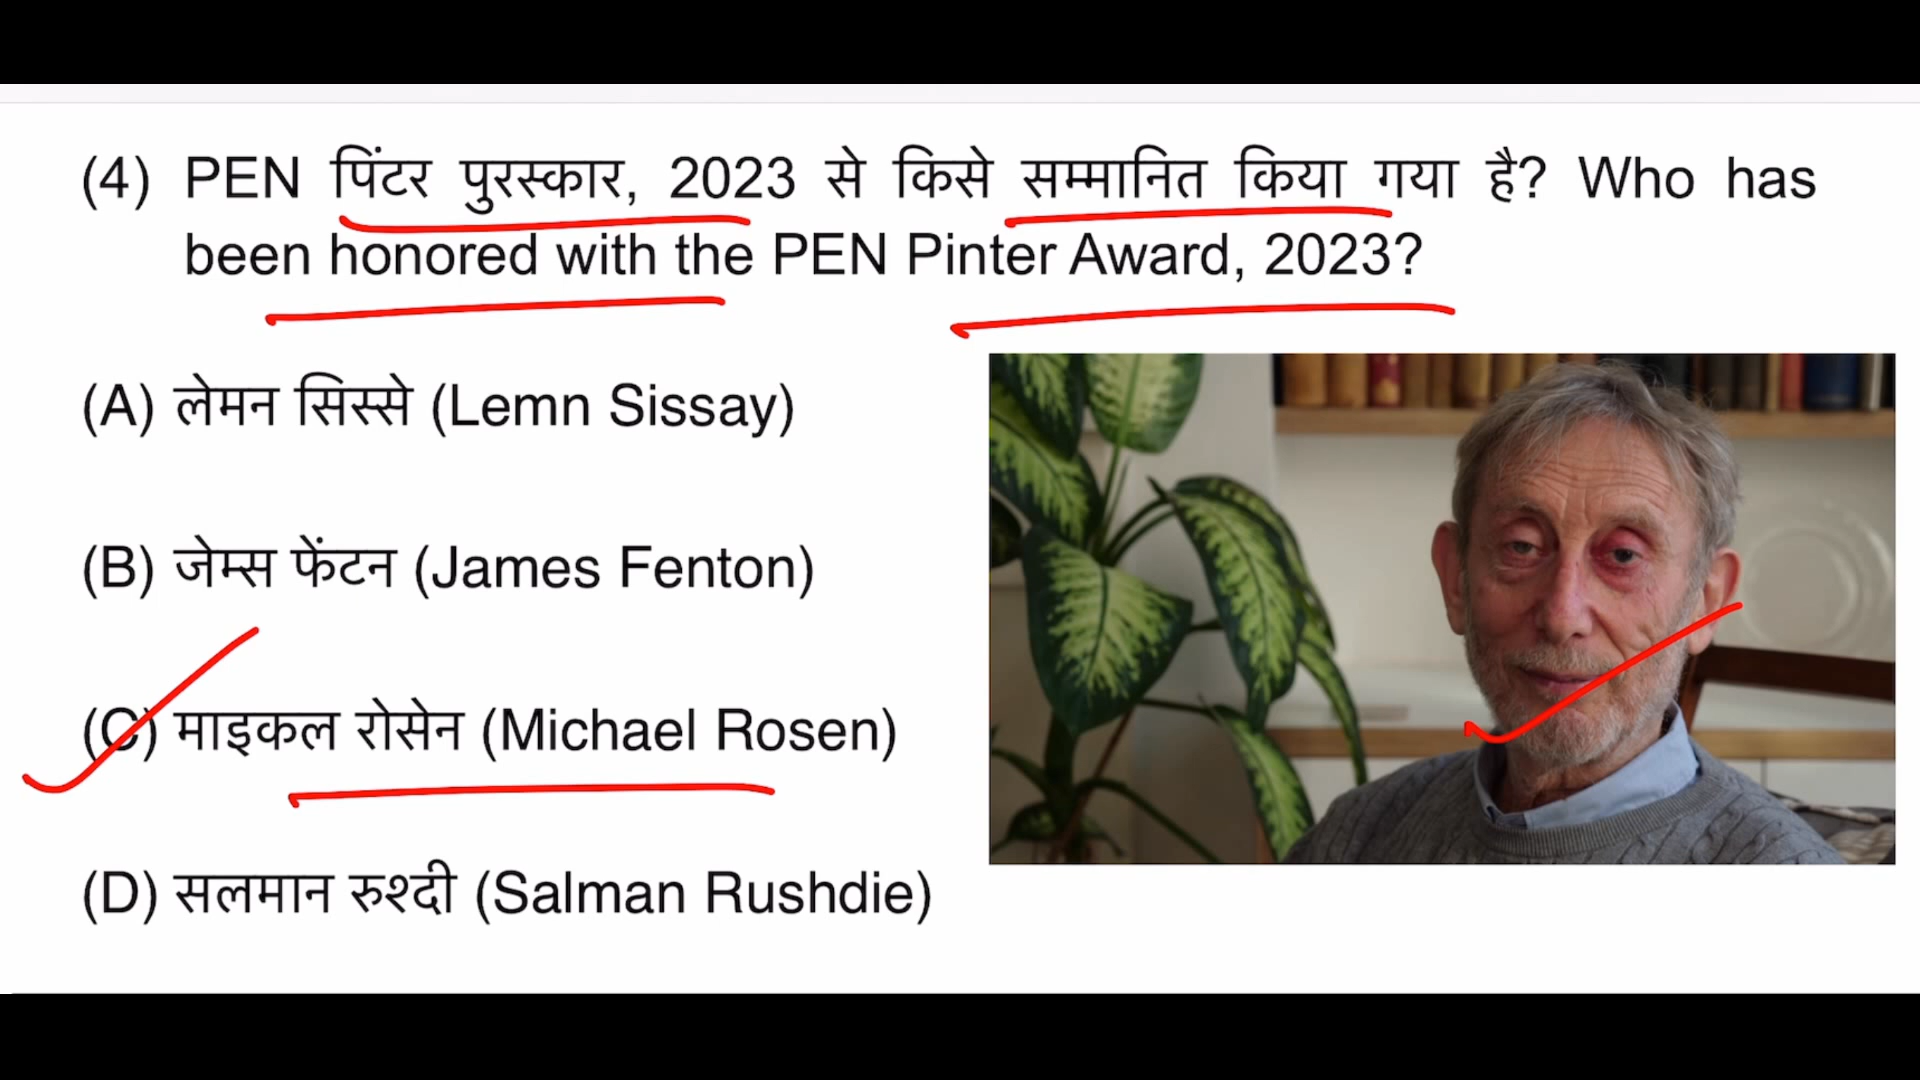 (4) PEN पिंटर पुरस्कार, 2023 से किसे सम्मानित किया गया है? Who has
been honored with the PEN Pinter Award, 2023?
(A) लेमन सिस्से (Lemn Sissay)
(B) जेम्स फेंटन (James Fenton)
(C) माइकल रोसेन (Michael Rosen)
(D) सलमान रुश्दी (Salman Rushdie)